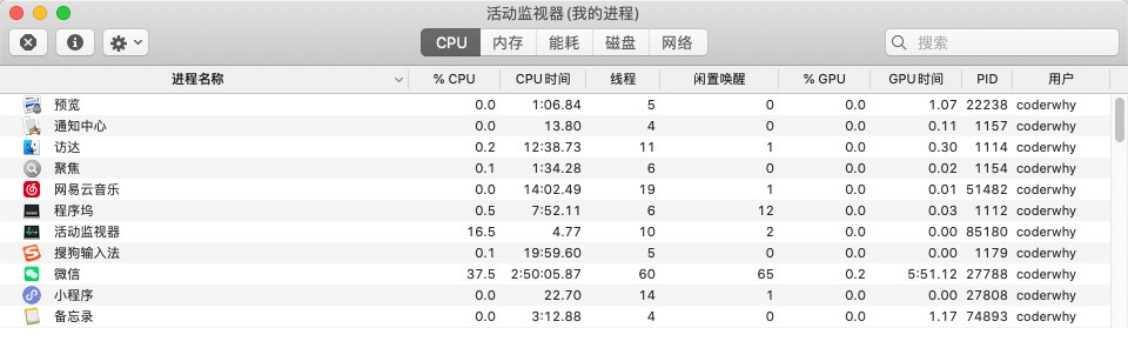 活动监视器 (我的进程)
CPU 内存 能耗 磁盘 网络 搜索
进程名称 % CPU CPU时间 线程 闲置唤醒 % GPU GPU时间 PID 用户
预览 0.0 1:06.84 5 0 0.0 1.07 22238 coderwhy
通知中心 0.0 13.80 4 0 0.0 0.11 1157 coderwhy
访达 0.2 12:38.73 11 1 0.0 0.30 1114 coderwhy
聚焦 0.1 1:34.28 6 0 0.0 0.02 1154 coderwhy
网易云音乐 0.0 14:02.49 19 1 0.0 0.01 51482 coderwhy
程序坞 0.5 7:52.11 6 12 0.0 0.03 1112 coderwhy
活动监视器 16.5 4.77 10 2 0.0 0.00 85180 coderwhy
搜狗输入法 0.1 19:59.60 5 0 0.0 0.00 1179 coderwhy
微信 37.5 2:50:05.87 60 65 0.2 5:51.12 27788 coderwhy
小程序 0.0 22.70 14 1 0.0 0.00 27808 coderwhy
备忘录 0.0 3:12.88 4 0 0.0 1.17 74893 coderwhy